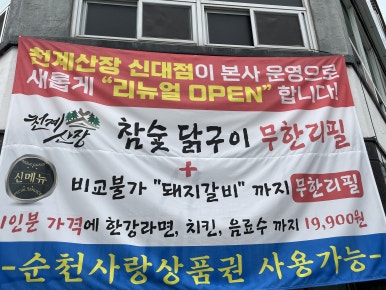 천계산장 신대점이 본사 운영으로
새롭게 "리뉴얼 OPEN" 합니다!
천계
산장
참숯 닭구이 무한리필
+
신메뉴
비교불가 "돼지갈비" 까지 무한리필
1인분 가격에 한강라면, 치킨, 음료수 까지 19,900원
-순천사랑상품권 사용가능-